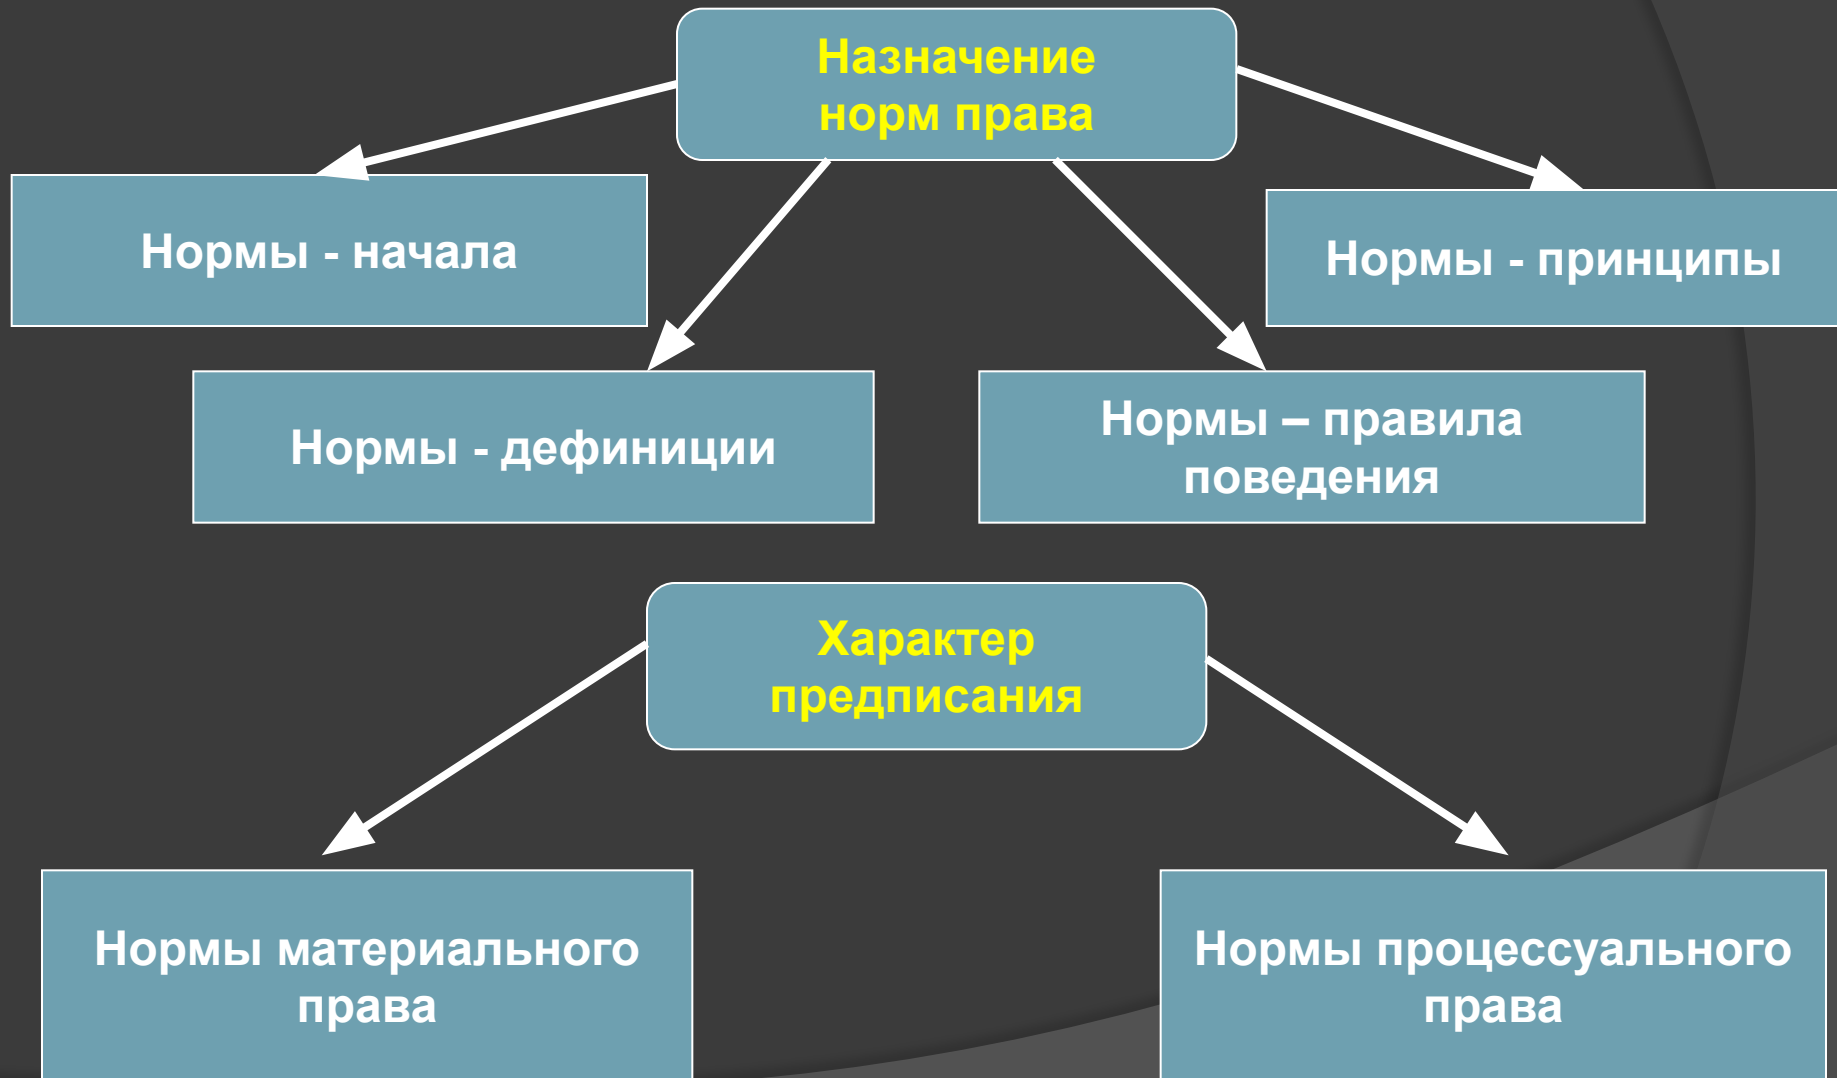 Назначение
норм права
Нормы - начала
Нормы - принципы
Нормы - дефиниции
Нормы – правила
поведения
Характер
предписания
Нормы материального
права
Нормы процессуального
права